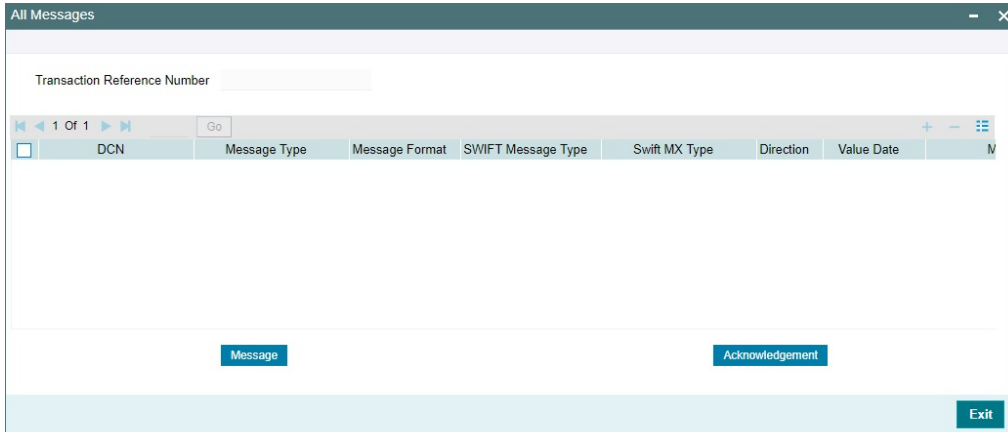 All Messages
Transaction Reference Number
1 Of 1 Go
DCN Message Type Message Format SWIFT Message Type Swift MX Type Direction Value Date M
Message Acknowledgement
Exit